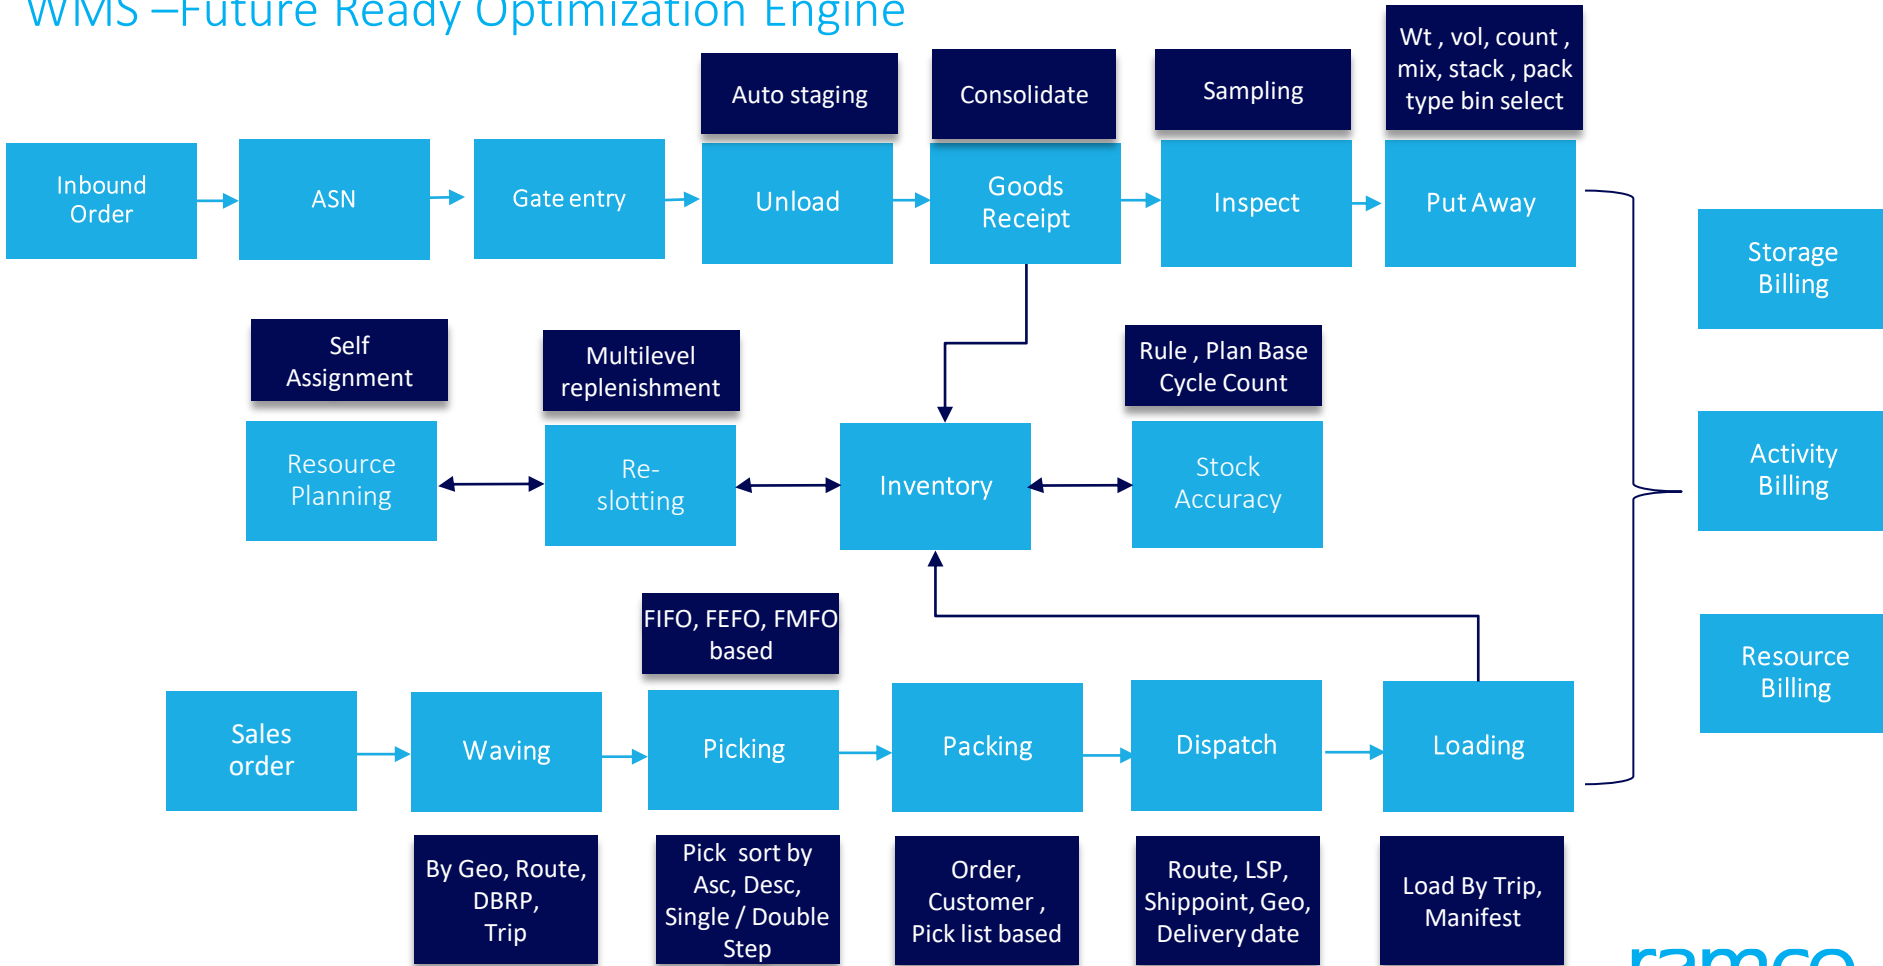 WMS –Future Ready Optimization Engine
Wt , vol, count ,
mix, stack , pack
type bin select
Auto staging
Consolidate
Sampling
Inbound
Order
ASN
Gate entry
Unload
Goods
Receipt
Inspect
Put Away
Storage
Billing
Self
Assignment
Multilevel
replenishment
Rule , Plan Base
Cycle Count
Resource
Planning
Re-
slotting
Inventory
Stock
Accuracy
Activity
Billing
FIFO, FEFO, FMFO
based
Resource
Billing
Sales
order
Waving
Picking
Packing
Dispatch
Loading
By Geo, Route,
DBRP,
Trip
Pick  sort by
Asc, Desc,
Single / Double
Step
Order,
Customer ,
Pick list based
Route, LSP,
Shippoint, Geo,
Delivery date
Load By Trip,
Manifest
ramco